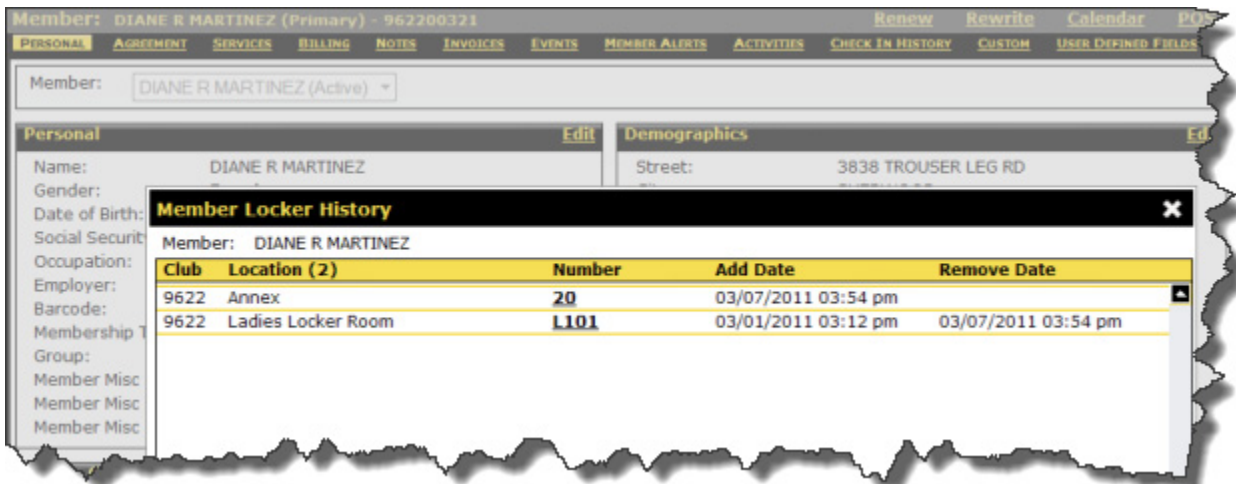 Member: DIANE R MARTINEZ (Primary) - 962200321 Renew Rewrite Calendar POS
PERSONAL AGREEMENT SERVICES BILLING NOTES INVOICES EVENTS MEMBER ALERTS ACTIVITIES CHECK IN HISTORY CUSTOM USER DEFINED FIELDS
Member: DIANE R MARTINEZ (Active)
Personal Edit Demographics Ed
Name: DIANE R MARTINEZ Street: 3838 TROUSER LEG RD
Gender:
Date of Birth:
Social Securit
Occupation:
Employer:
Barcode:
Membership T
Group:
Member Misc
Member Misc
Member Misc
Member Locker History
Member: DIANE R MARTINEZ
Club Location (2) Number Add Date Remove Date
9622 Annex 20 03/07/2011 03:54 pm
9622 Ladies Locker Room L101 03/01/2011 03:12 pm 03/07/2011 03:54 pm